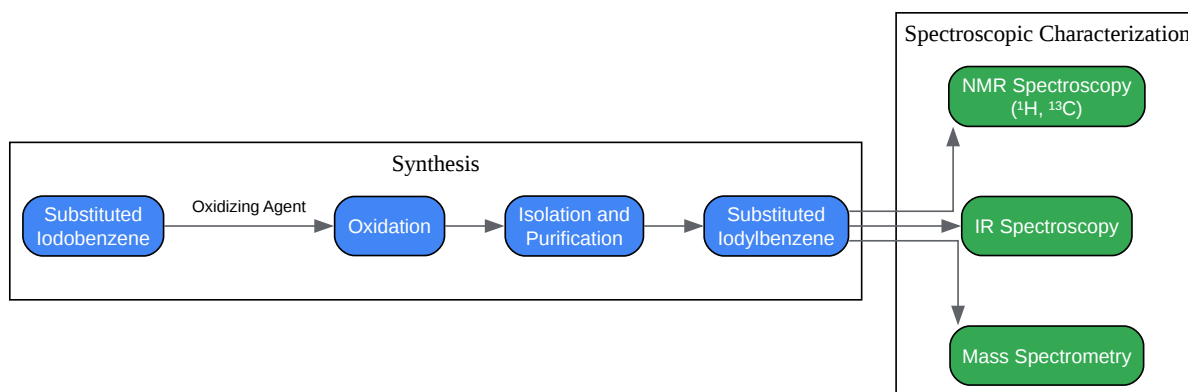 Spectroscopic Characterization
NMR Spectroscopy
(¹H, ¹³C)
Synthesis
Substituted
Iodobenzene
Oxidizing Agent
Oxidation
Isolation and
Purification
Substituted
Iodylbenzene
IR Spectroscopy
Mass Spectrometry